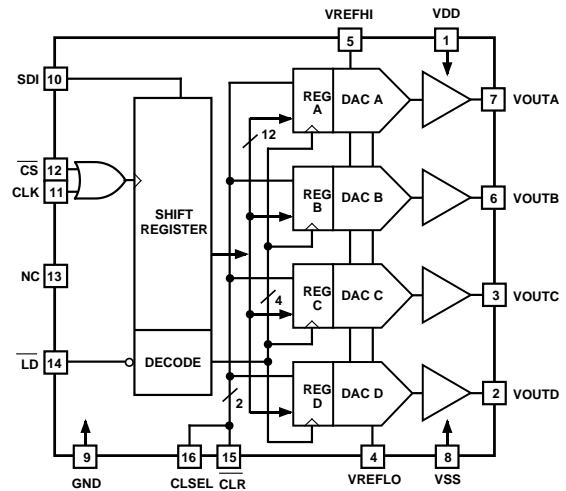 VREFHI
VDD
5
1
SDI
10
REG
A
DAC A
7
VOUTA
12
CS
12
CLK
11
REG
B
DAC B
6
VOUTB
SHIFT
REGISTER
NC
13
4
REG
C
DAC C
3
VOUTC
LD
14
DECODE
2
REG
D
DAC D
2
VOUTD
9
16
15
4
8
GND
CLSEL
CLR
VREFLO
VSS